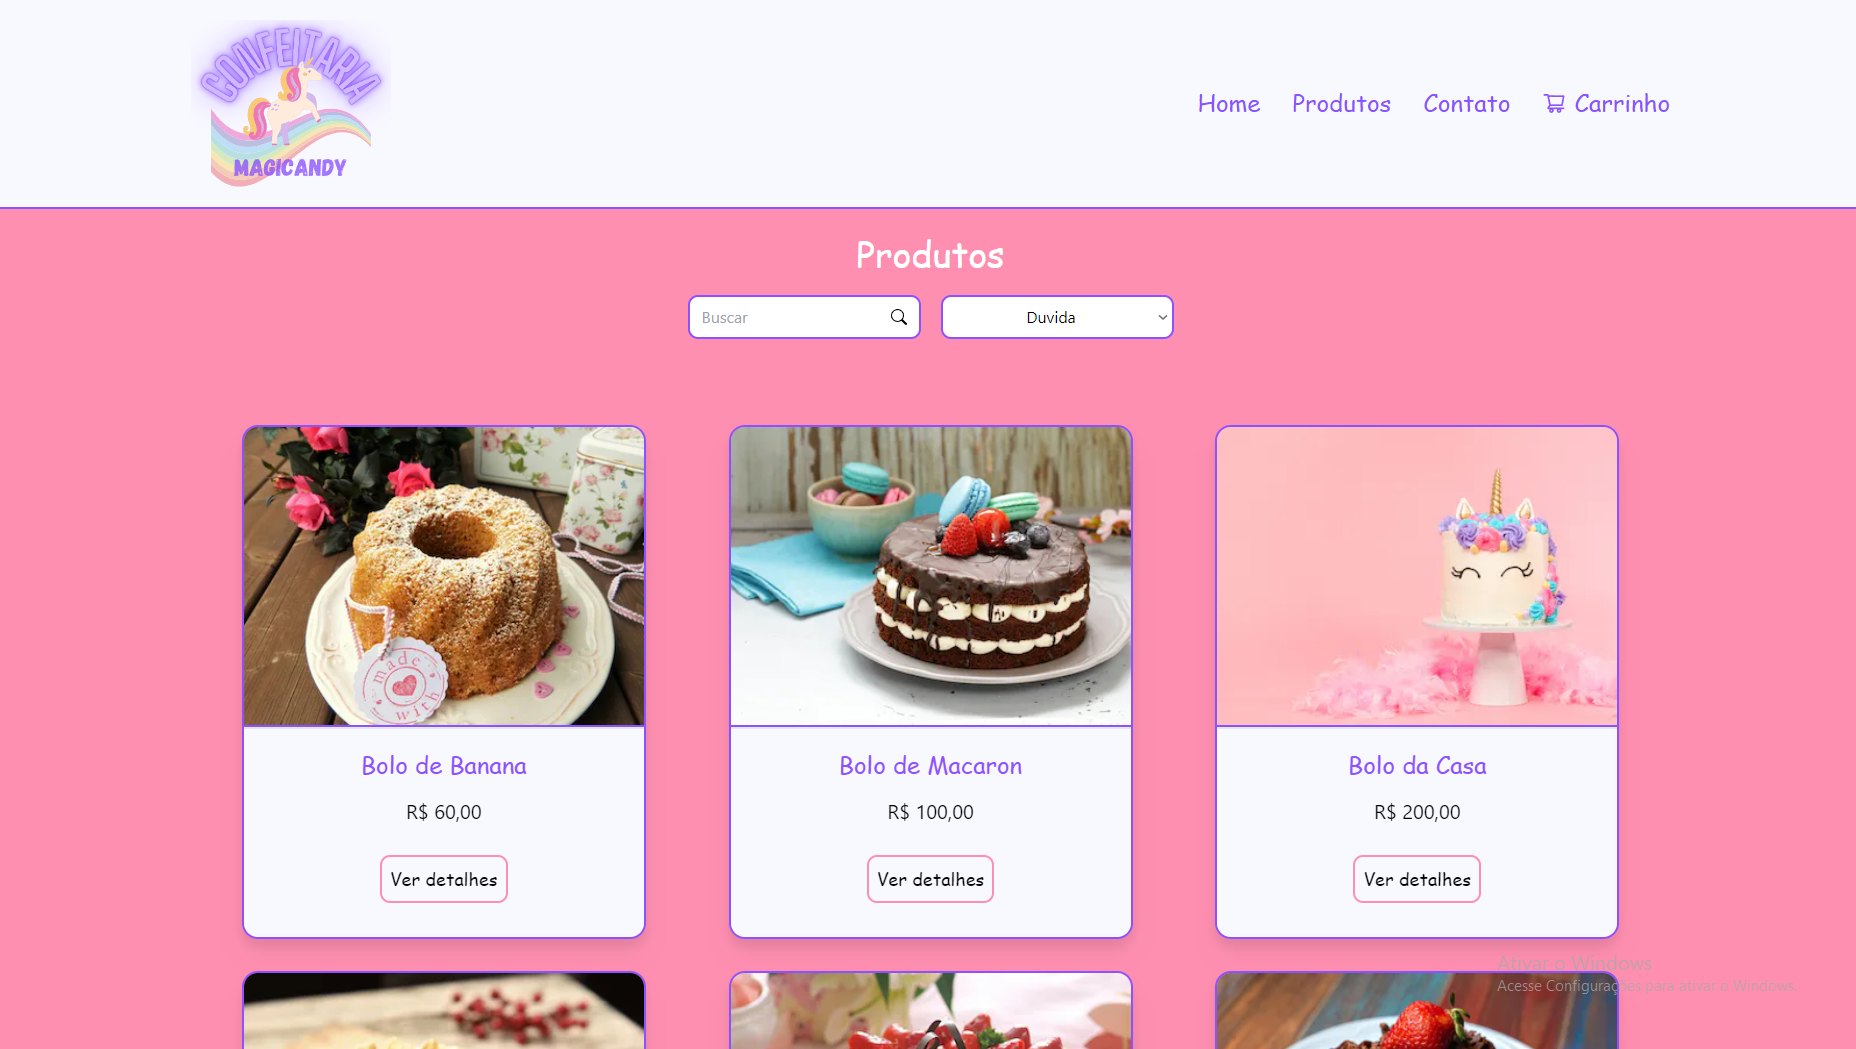 CONFEITARIA
MAGICANDY
Home Produtos Contato Carrinho
Produtos
Buscar Duvida
made
with
Bolo de Banana Bolo de Macaron Bolo da Casa
R$ 60,00 R$ 100,00 R$ 200,00
Ver detalhes Ver detalhes Ver detalhes
Ativar o Windows
Acesse Configurações para ativar o Windows.